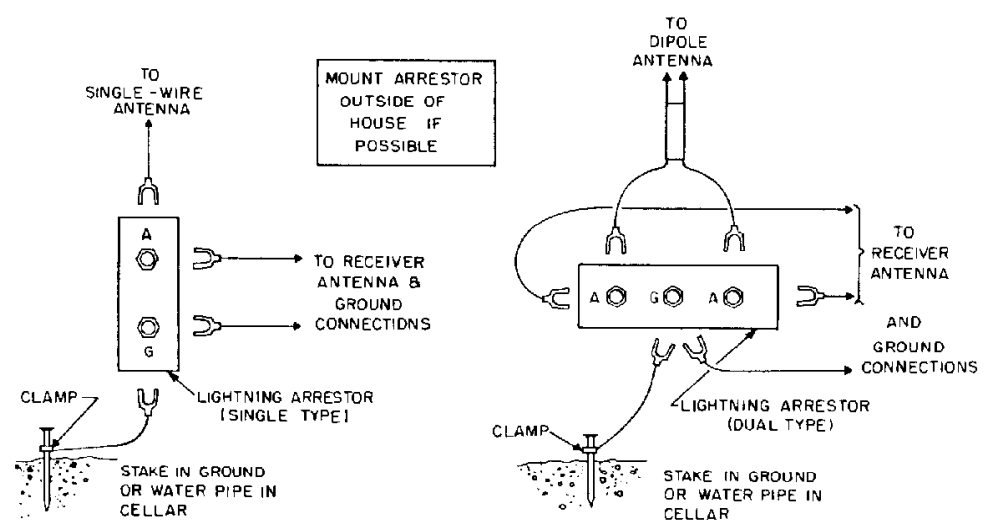 TO
SINGLE-WIRE
ANTENNA
MOUNT ARRESTOR
OUTSIDE OF
HOUSE IF
POSSIBLE
A
G
TO RECEIVER
ANTENNA &
GROUND
CONNECTIONS
LIGHTNING ARRESTOR
(SINGLE TYPE)
CLAMP
STAKE IN GROUND
OR WATER PIPE IN
CELLAR
TO
DIPOLE
ANTENNA
A G A
TO
RECEIVER
ANTENNA
AND
GROUND
CONNECTIONS
LIGHTNING ARRESTOR
(DUAL TYPE)
CLAMP
STAKE IN GROUND
OR WATER PIPE IN
CELLAR